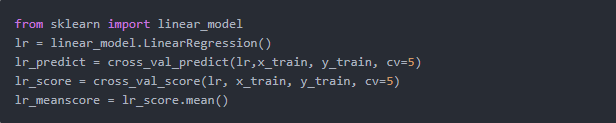 from sklearn import linear_model
lr = linear_model.LinearRegression()
lr_predict = cross_val_predict(lr,x_train, y_train, cv=5)
lr_score = cross_val_score(lr, x_train, y_train, cv=5)
lr_meanscore = lr_score.mean()